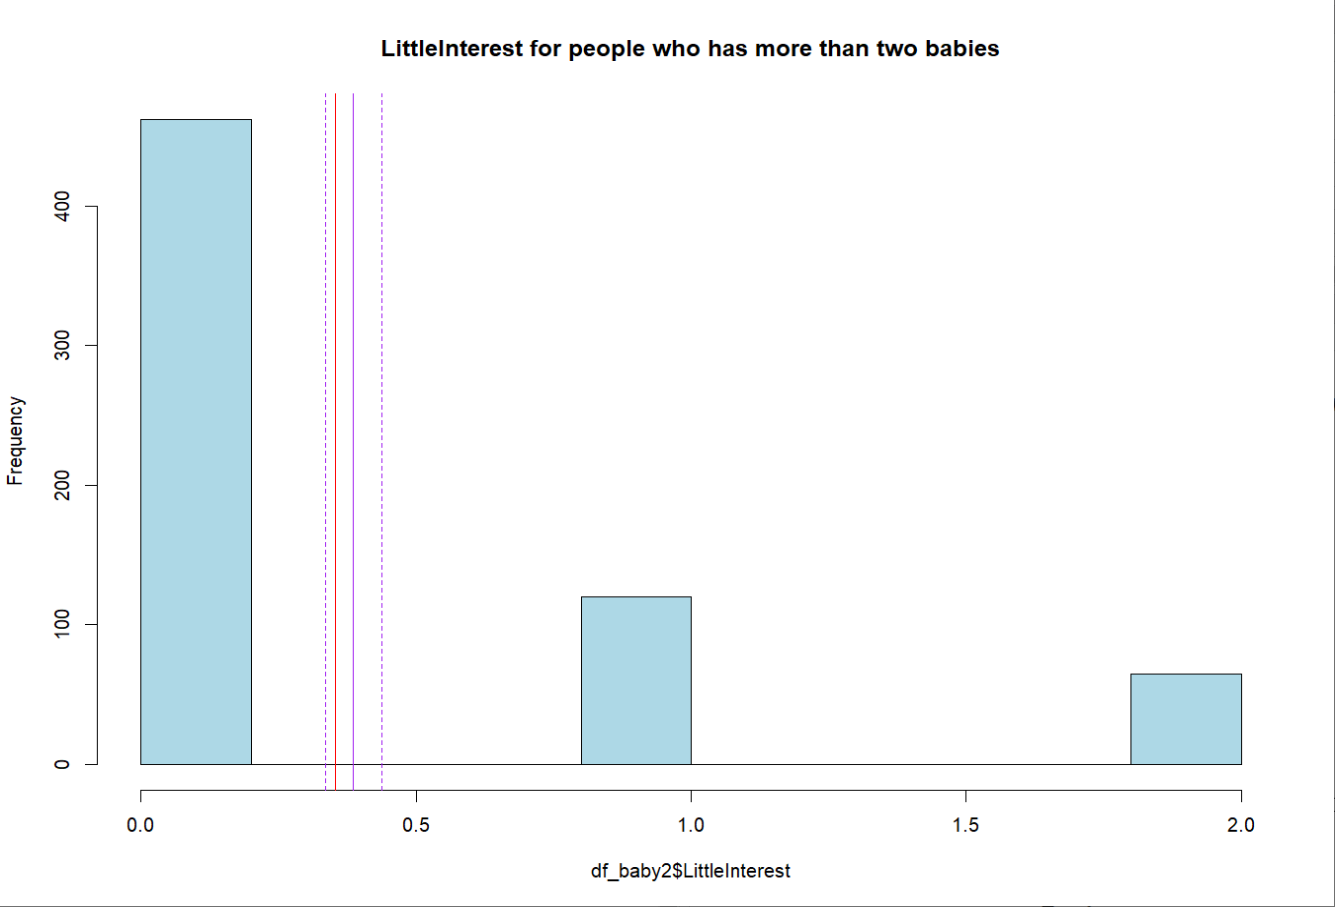 LittleInterest for people who has more than two babies
Frequency
400
300
200
100
0
0.0 0.5 1.0 1.5 2.0
df_baby2$LittleInterest